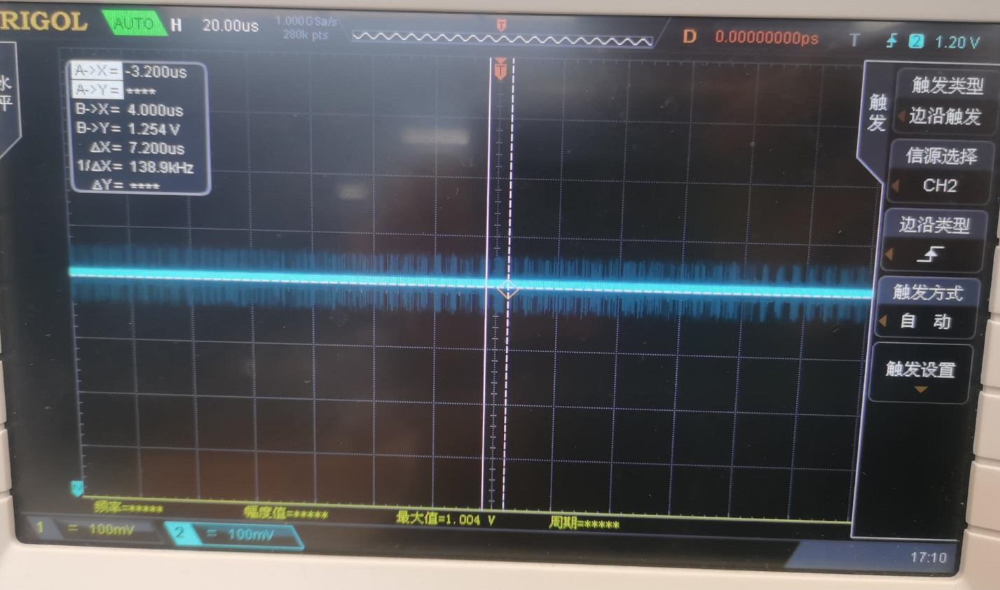 RIGOL AUTO H 20.00us 1.000GSa/s 280k pts T D 0.00000000ps T 2 1.20 V
水平
T
A->X= -3.200us
A->Y= ****
B->X= 4.000us
B->Y= 1.254 V
ΔX= 7.200us
1/ΔX= 138.9kHz
ΔY= ****
触发
触发类型
边沿触发
信源选择
CH2
边沿类型
触发方式
自 动
触发设置
2
频率=***** 幅度值=***** 最大值=1.004 V 周期=*****
1 = 100mV 2 = 100mV
17:10